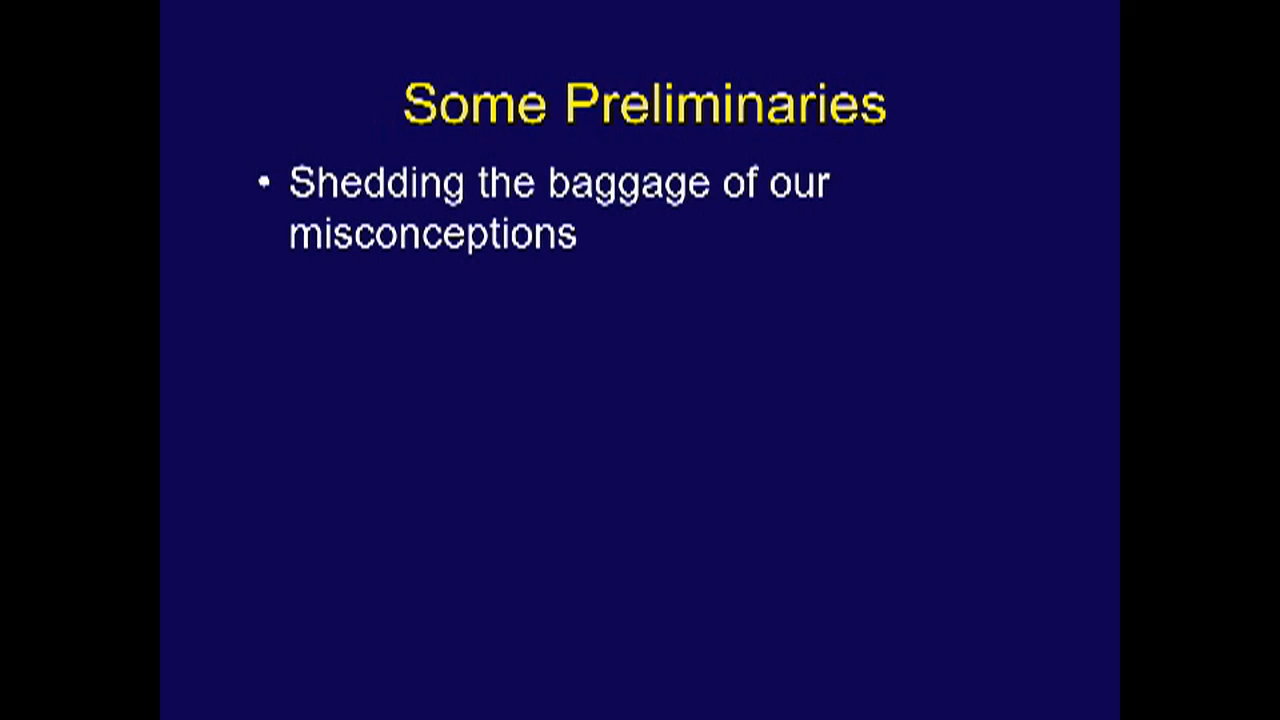 Some Preliminaries
• Shedding the baggage of our
misconceptions